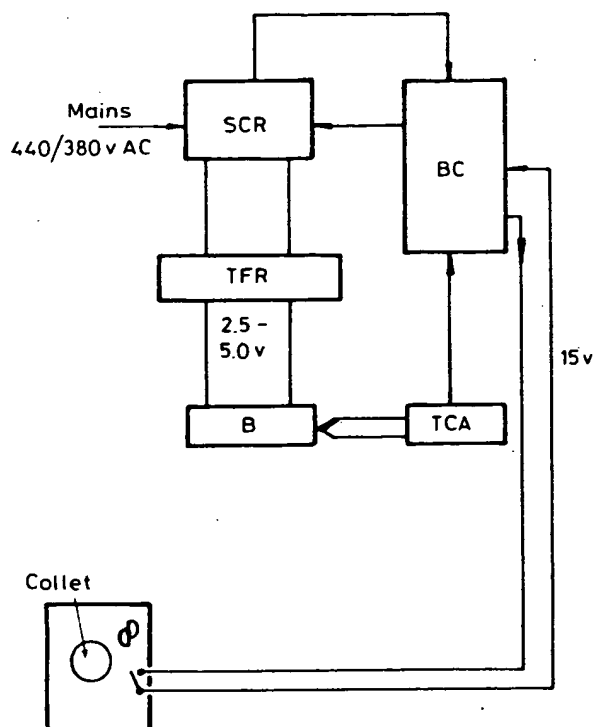 Mains
440/380 v AC
SCR
BC
TFR
2.5 -
5.0 v
15 v
B
TCA
Collet